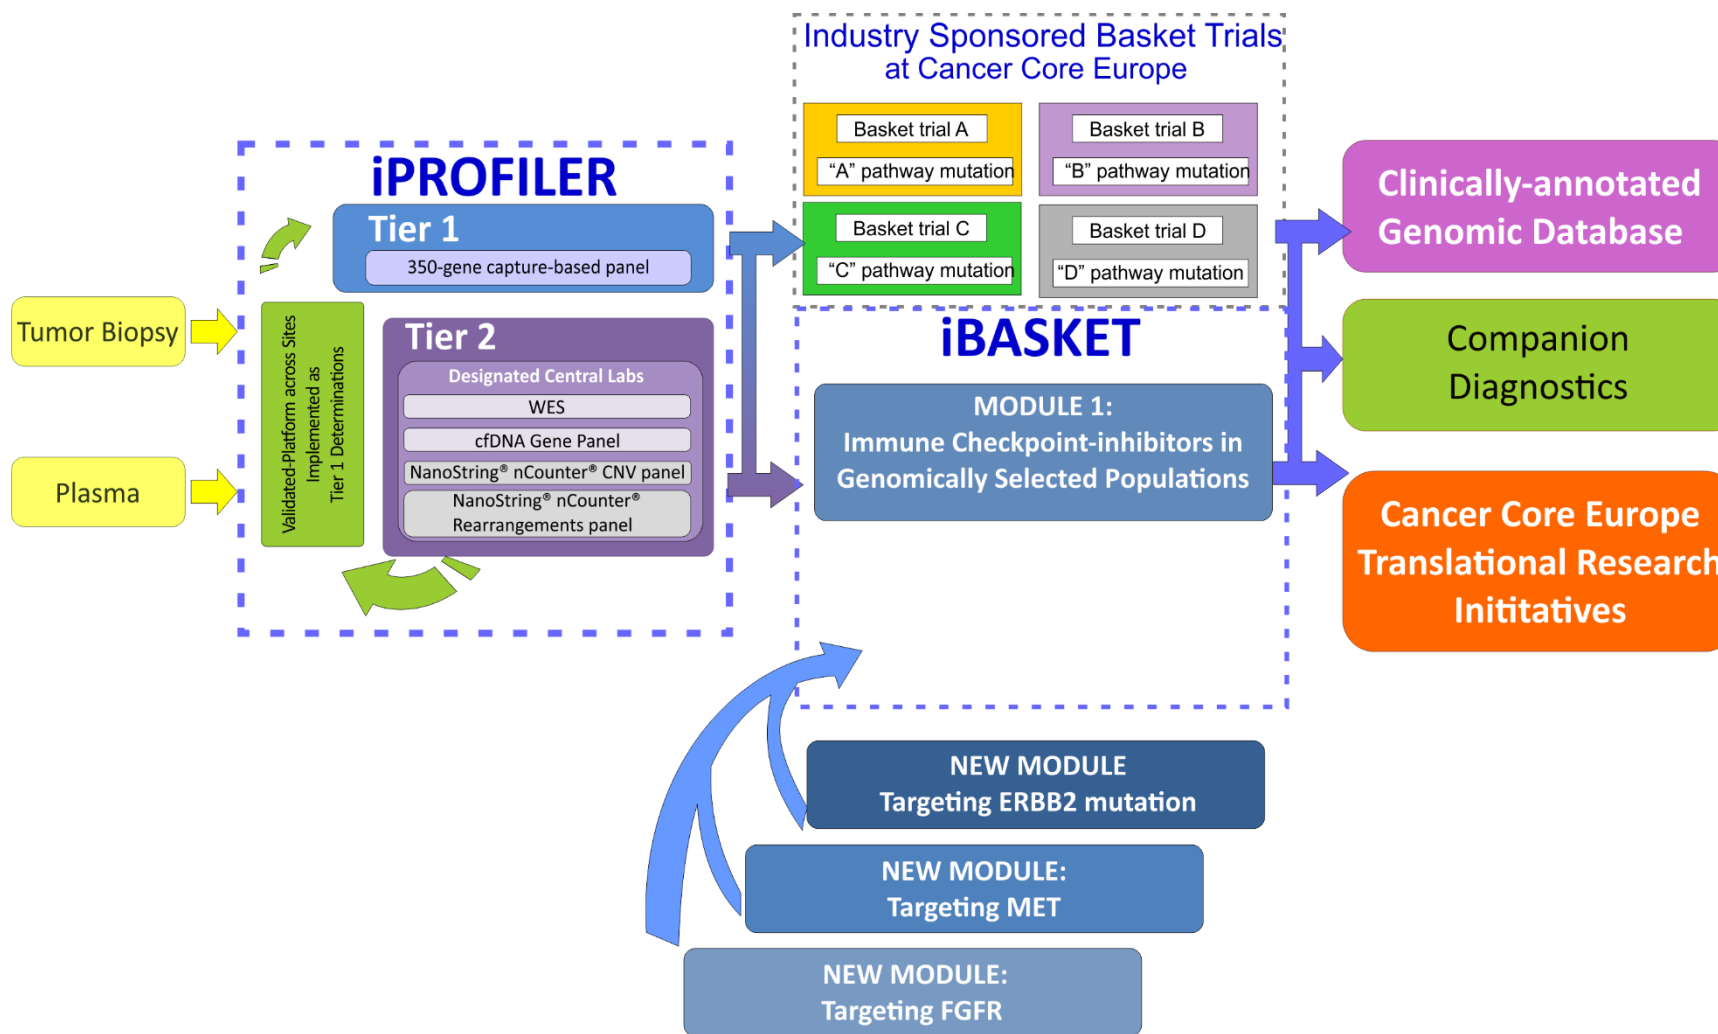 Industry Sponsored Basket Trials
at Cancer Core Europe
Basket trial A
“A” pathway mutation
Basket trial B
“B” pathway mutation
Basket trial C
“C” pathway mutation
Basket trial D
“D” pathway mutation
iPROFILER
Tier 1
350-gene capture-based panel
Tumor Biopsy
Plasma
Validated-Platform across Sites
Implemented as
Tier 1 Determinations
Tier 2
Designated Central Labs
WES
cfDNA Gene Panel
NanoString® nCounter® CNV panel
NanoString® nCounter®
Rearrangements panel
iBASKET
MODULE 1:
Immune Checkpoint-inhibitors in
Genomically Selected Populations
Clinically-annotated
Genomic Database
Companion
Diagnostics
Cancer Core Europe
Translational Research
Inititatives
NEW MODULE
Targeting ERBB2 mutation
NEW MODULE:
Targeting MET
NEW MODULE:
Targeting FGFR